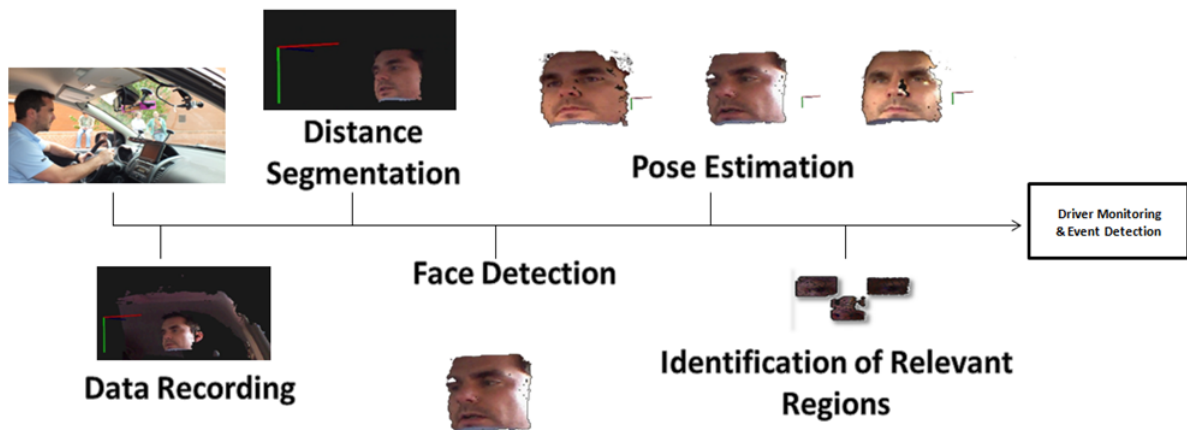 Distance
Segmentation
Pose Estimation
Driver Monitoring
& Event Detection
Face Detection
Data Recording
Identification of Relevant
Regions